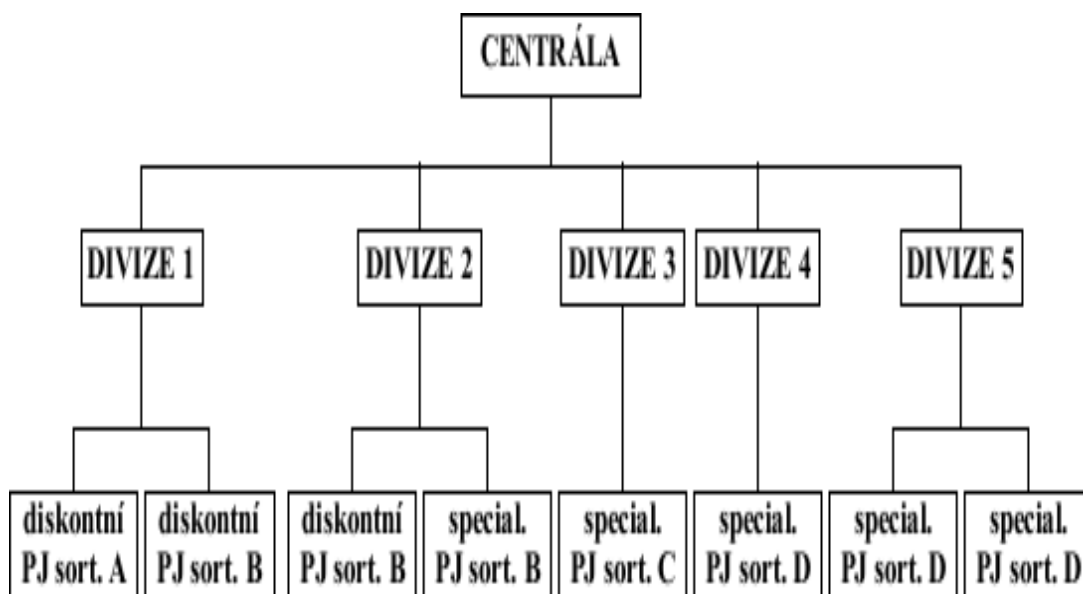 CENTRÁLA
DIVIZE 1
DIVIZE 2
DIVIZE 3
DIVIZE 4
DIVIZE 5
diskontní
PJ sort. A
diskontní
PJ sort. B
diskontní
PJ sort. B
special.
PJ sort. B
special.
PJ sort. C
special.
PJ sort. D
special.
PJ sort. D
special.
PJ sort. D